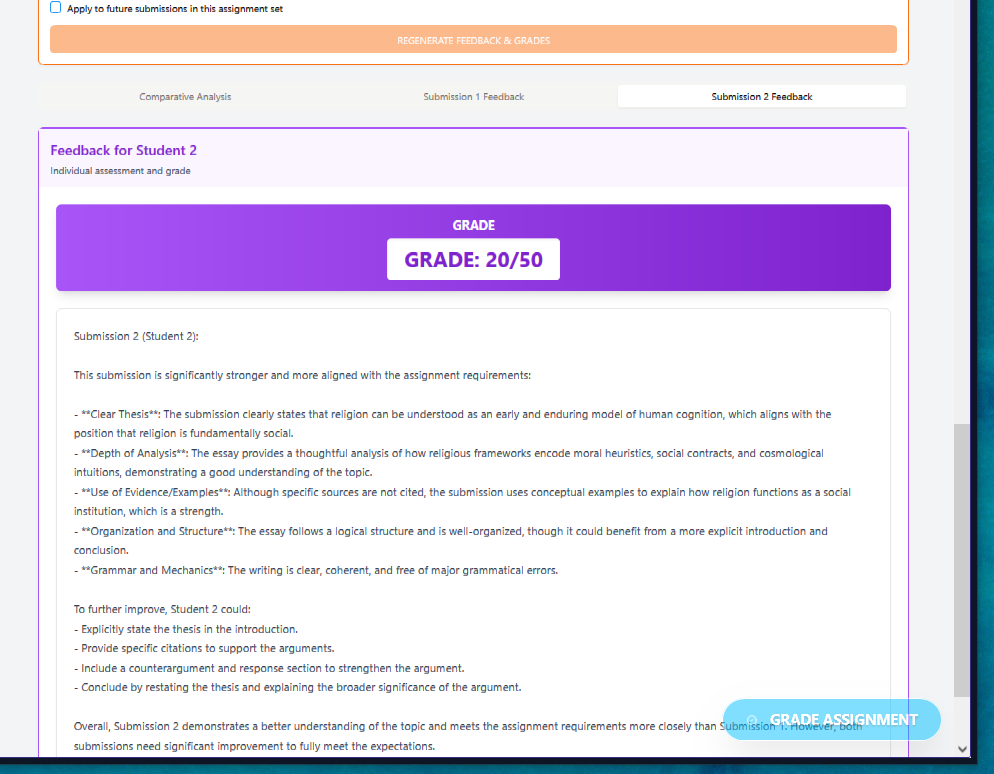 Apply to future submissions in this assignment set
REGENERATE FEEDBACK & GRADES
Comparative Analysis
Submission 1 Feedback
Submission 2 Feedback
Feedback for Student 2
Individual assessment and grade
GRADE
GRADE: 20/50
Submission 2 (Student 2):
This submission is significantly stronger and more aligned with the assignment requirements:
- **Clear Thesis**: The submission clearly states that religion can be understood as an early and enduring model of human cognition, which aligns with the
position that religion is fundamentally social.
- **Depth of Analysis**: The essay provides a thoughtful analysis of how religious frameworks encode moral heuristics, social contracts, and cosmological
intuitions, demonstrating a good understanding of the topic.
- **Use of Evidence/Examples**: Although specific sources are not cited, the submission uses conceptual examples to explain how religion functions as a social
institution, which is a strength.
- **Organization and Structure**: The essay follows a logical structure and is well-organized, though it could benefit from a more explicit introduction and
conclusion.
- **Grammar and Mechanics**: The writing is clear, coherent, and free of major grammatical errors.
To further improve, Student 2 could:
- Explicitly state the thesis in the introduction.
- Provide specific citations to support the arguments.
- Include a counterargument and response section to strengthen the argument.
- Conclude by restating the thesis and explaining the broader significance of the argument.
Overall, Submission 2 demonstrates a better understanding of the topic and meets the assignment requirements more closely than Submission 1. However, both
submissions need significant improvement to fully meet the expectations.
GRADE ASSIGNMENT